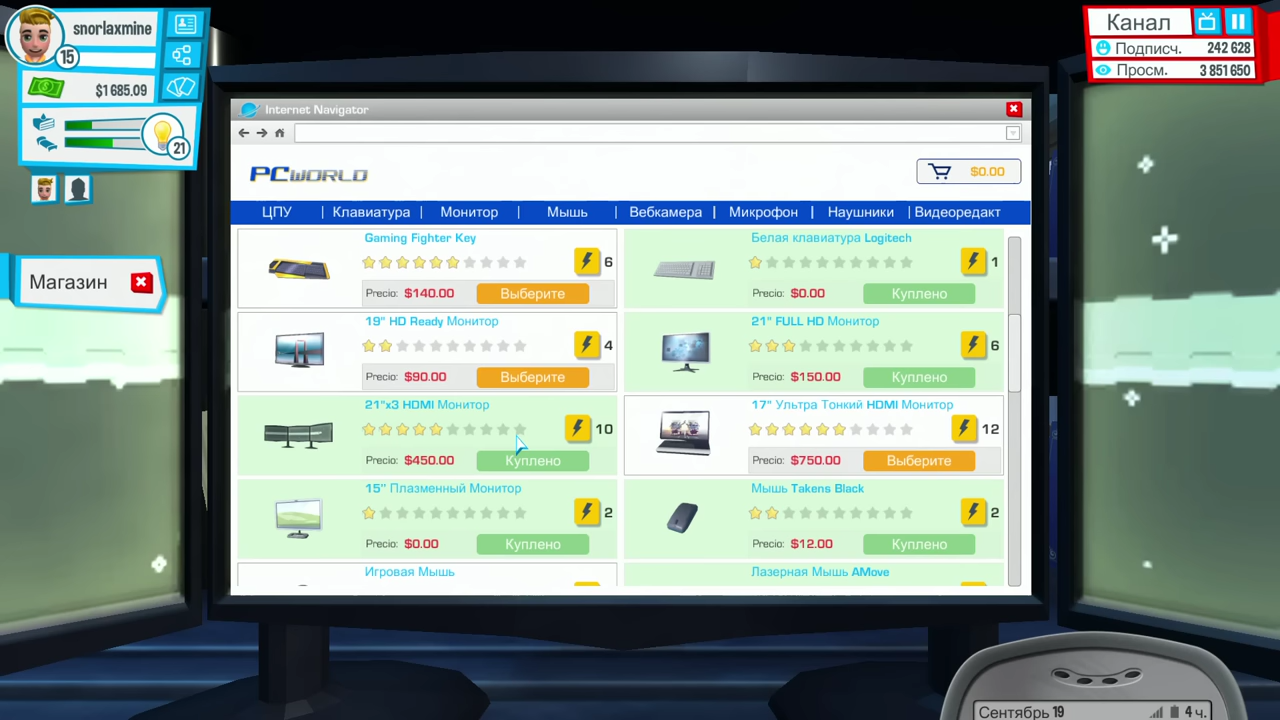 snorlaxmine
15
$1 685.09
21
Канал
Подписч. 242 628
Просм. 3 851 650
Магазин
Internet Navigator
PCWORLD
$0.00
ЦПУ | Клавиатура | Монитор | Мышь | Вебкамера | Микрофон | Наушники | Видеоредакт
Gaming Fighter Key
6
Precio: $140.00 Выберите
Белая клавиатура Logitech
1
Precio: $0.00 Куплено
19" HD Ready Монитор
4
Precio: $90.00 Выберите
21" FULL HD Монитор
6
Precio: $150.00 Куплено
21"x3 HDMI Монитор
10
Precio: $450.00 Куплено
17" Ультра Тонкий HDMI Монитор
12
Precio: $750.00 Выберите
15" Плазменный Монитор
2
Precio: $0.00 Куплено
Мышь Takens Black
2
Precio: $12.00 Куплено
Игровая Мышь
Лазерная Мышь AMove
Сентябрь 19 4 ч.